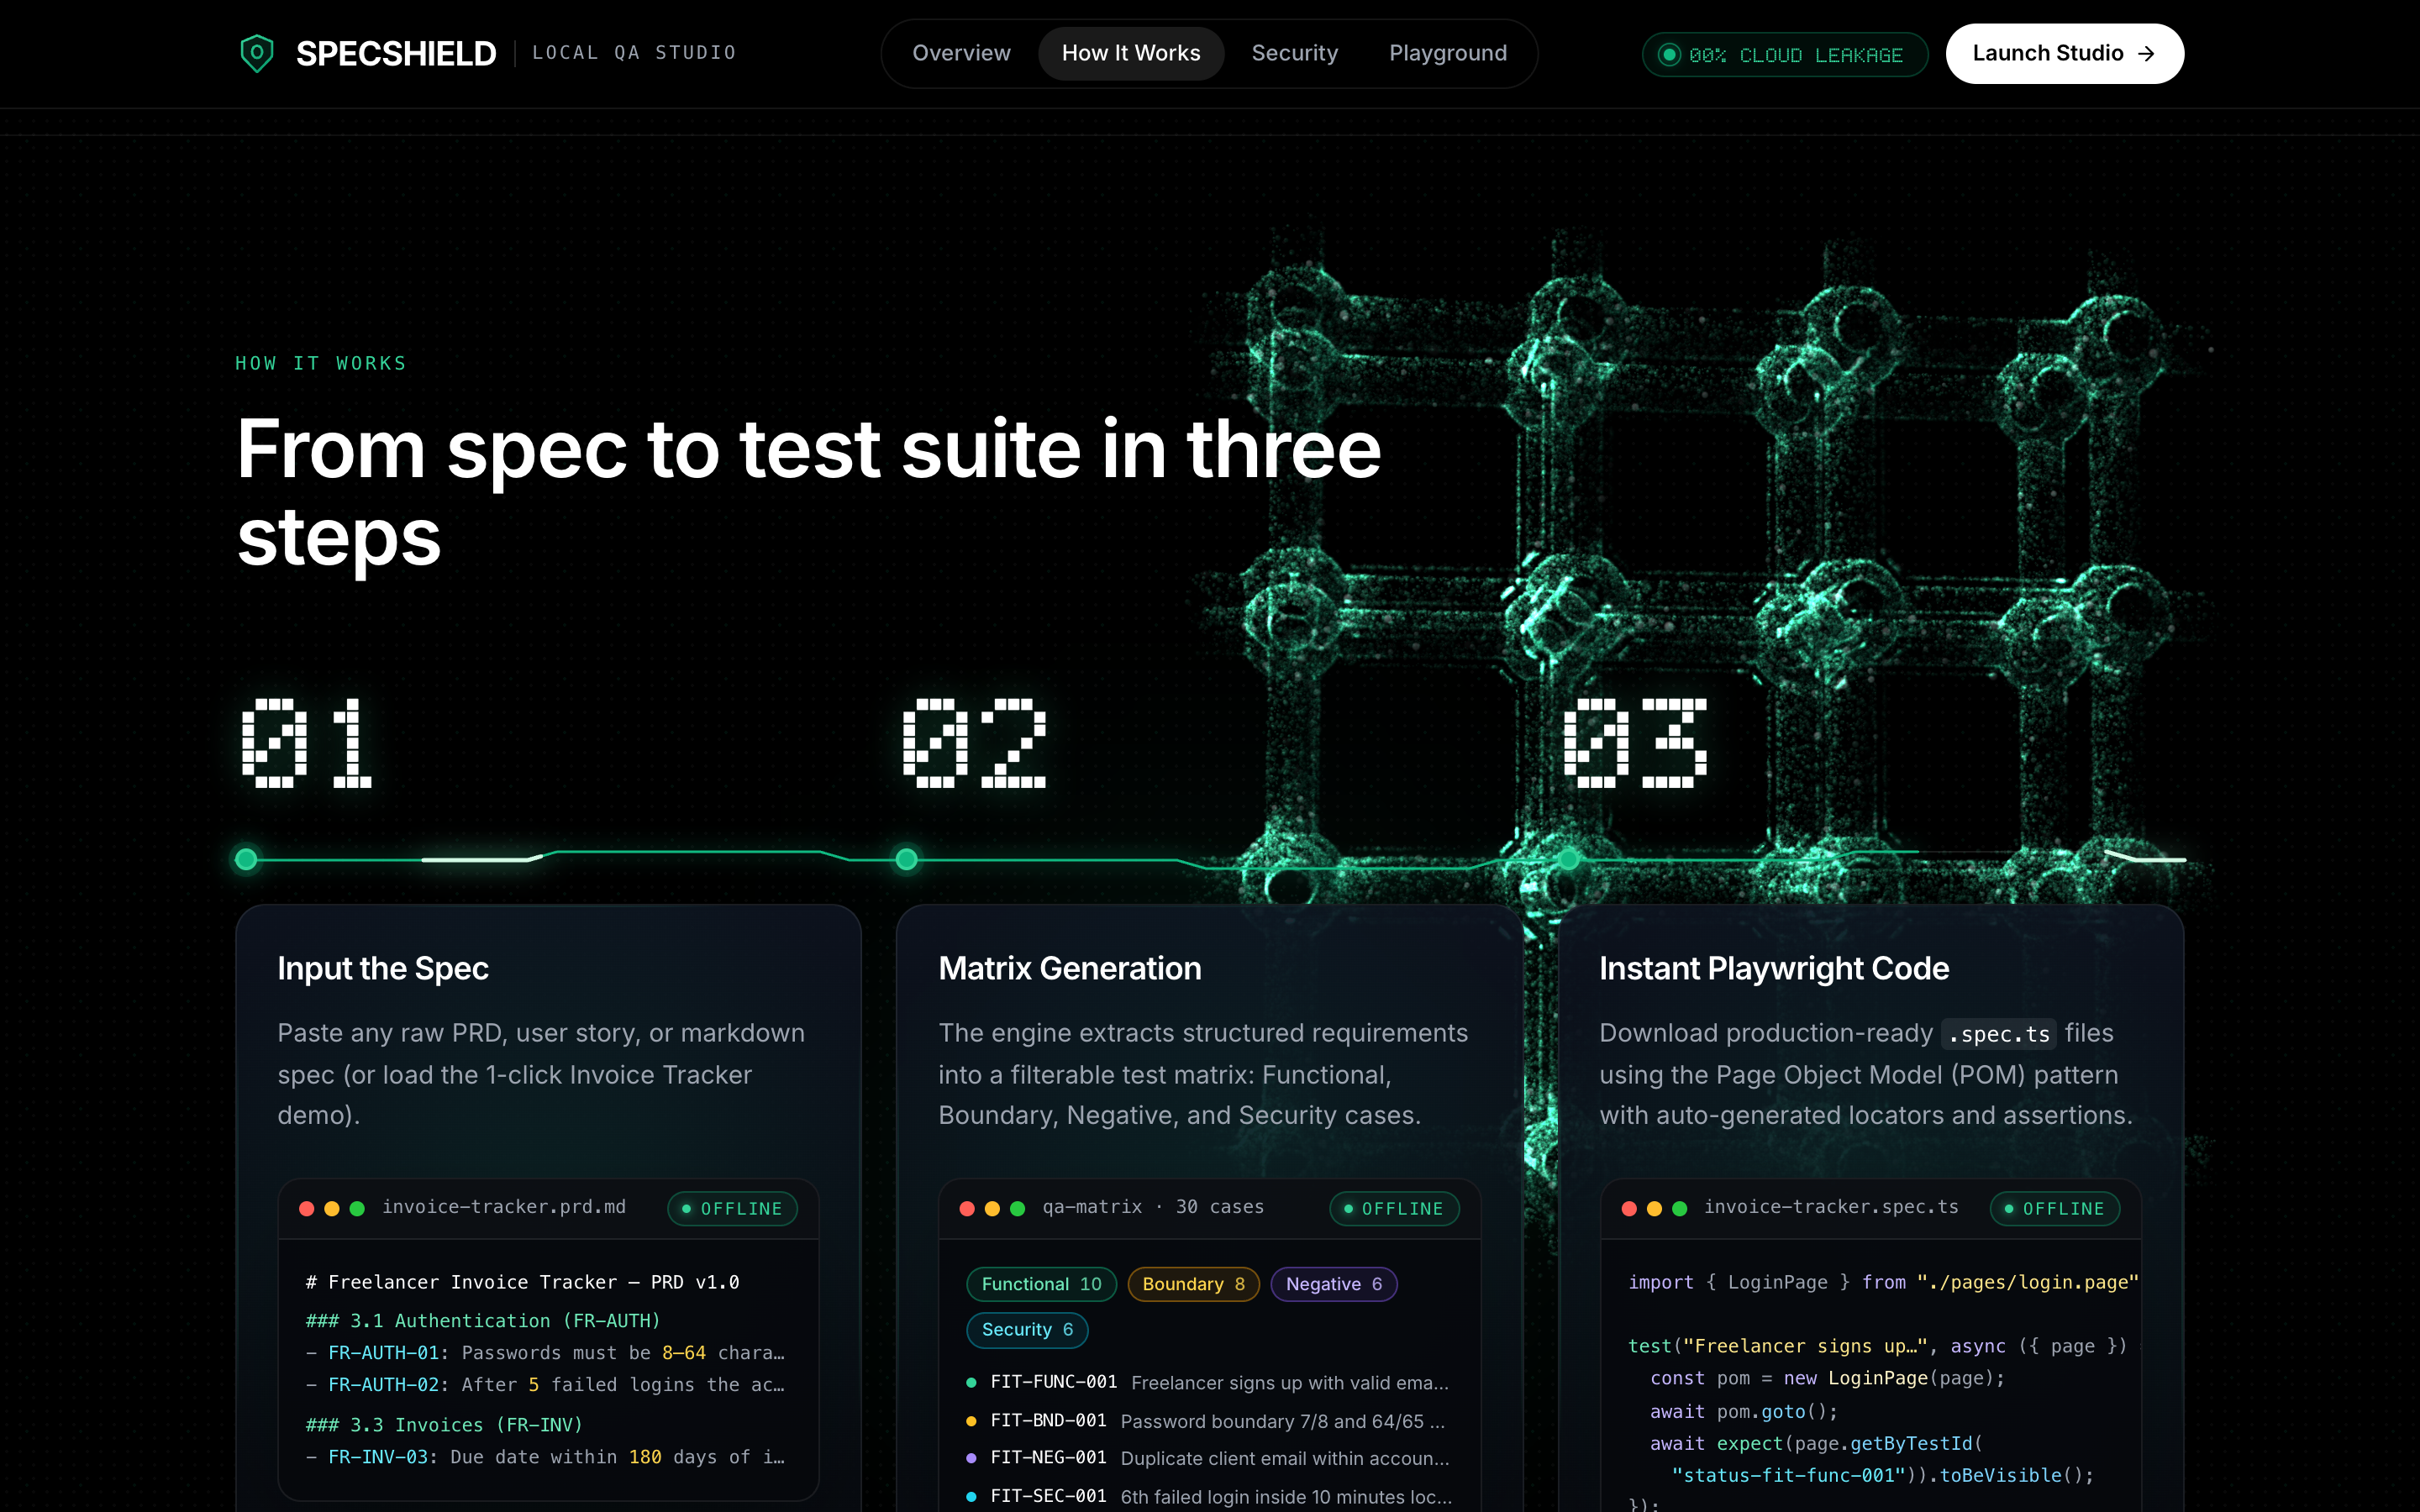 SPECSHIELD
LOCAL QA STUDIO
Overview
How It Works
Security
Playground
00% CLOUD LEAKAGE
Launch Studio →
HOW IT WORKS
From spec to test suite in three
steps
01
02
03
Input the Spec
Paste any raw PRD, user story, or markdown
spec (or load the 1-click Invoice Tracker
demo).
invoice-tracker.prd.md
OFFLINE
# Freelancer Invoice Tracker — PRD v1.0
### 3.1 Authentication (FR-AUTH)
- FR-AUTH-01: Passwords must be 8–64 chara…
- FR-AUTH-02: After 5 failed logins the ac…
### 3.3 Invoices (FR-INV)
- FR-INV-03: Due date within 180 days of i…
Matrix Generation
The engine extracts structured requirements
into a filterable test matrix: Functional,
Boundary, Negative, and Security cases.
qa-matrix · 30 cases
OFFLINE
Functional 10
Boundary 8
Negative 6
Security 6
FIT-FUNC-001 Freelancer signs up with valid ema…
FIT-BND-001 Password boundary 7/8 and 64/65 …
FIT-NEG-001 Duplicate client email within accoun…
FIT-SEC-001 6th failed login inside 10 minutes loc…
Instant Playwright Code
Download production-ready .spec.ts files
using the Page Object Model (POM) pattern
with auto-generated locators and assertions.
invoice-tracker.spec.ts
OFFLINE
import { LoginPage } from "./pages/login.page"
test("Freelancer signs up…", async ({ page })
const pom = new LoginPage(page);
await pom.goto();
await expect(page.getByTestId(
"status-fit-func-001")).toBeVisible();
});